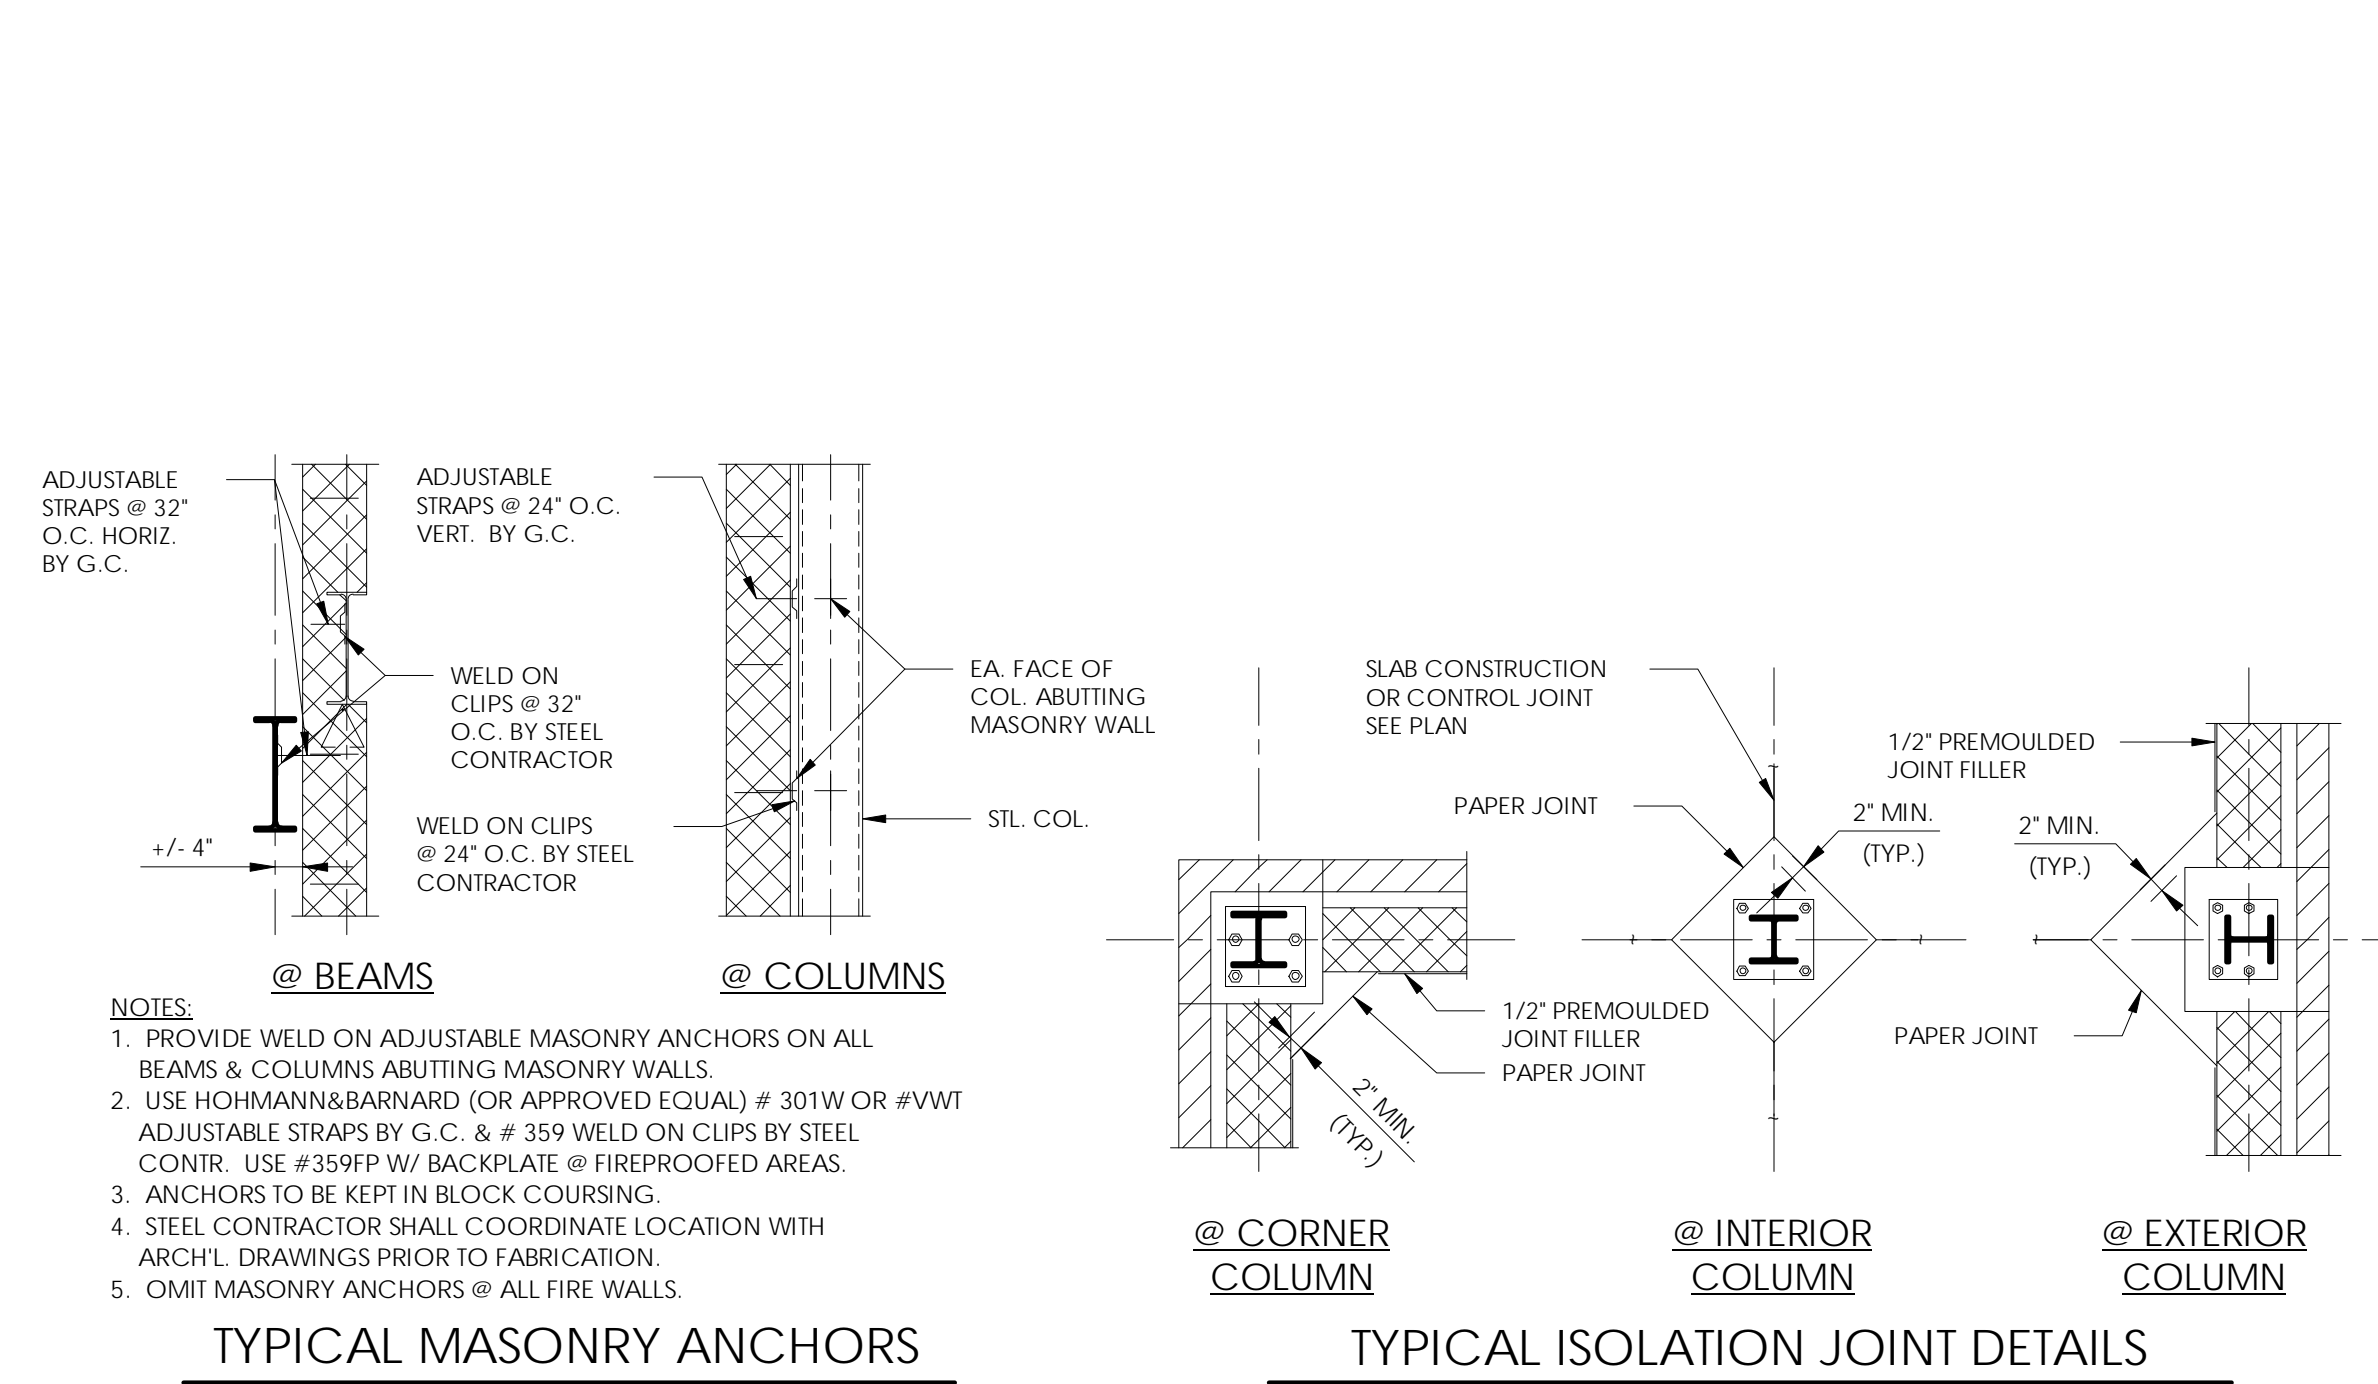 ADJUSTABLE
STRAPS @ 32"
O.C. HORIZ.
BY G.C.
ADJUSTABLE
STRAPS @ 24" O.C.
VERT.  BY G.C.
WELD ON
CLIPS @ 32"
O.C. BY STEEL
CONTRACTOR
WELD ON CLIPS
@ 24" O.C. BY STEEL
CONTRACTOR
+/- 4"
EA. FACE OF
COL. ABUTTING
MASONRY WALL
STL. COL.
@ BEAMS
@ COLUMNS
NOTES:
1.  PROVIDE WELD ON ADJUSTABLE MASONRY ANCHORS ON ALL
BEAMS & COLUMNS ABUTTING MASONRY WALLS.
2.  USE HOHMANN&BARNARD (OR APPROVED EQUAL) # 301W OR #VWT
ADJUSTABLE STRAPS BY G.C. & # 359 WELD ON CLIPS BY STEEL
CONTR.  USE #359FP W/ BACKPLATE @ FIREPROOFED AREAS.
3.  ANCHORS TO BE KEPT IN BLOCK COURSING.
4.  STEEL CONTRACTOR SHALL COORDINATE LOCATION WITH
ARCH'L. DRAWINGS PRIOR TO FABRICATION.
5.  OMIT MASONRY ANCHORS @ ALL FIRE WALLS.
TYPICAL MASONRY ANCHORS
SLAB CONSTRUCTION
OR CONTROL JOINT
SEE PLAN
PAPER JOINT
2" MIN.
(TYP.)
1/2" PREMOULDED
JOINT FILLER
2" MIN.
(TYP.)
PAPER JOINT
1/2" PREMOULDED
JOINT FILLER
PAPER JOINT
2" MIN.
(TYP.)
@ CORNER
COLUMN
@ INTERIOR
COLUMN
@ EXTERIOR
COLUMN
TYPICAL ISOLATION JOINT DETAILS